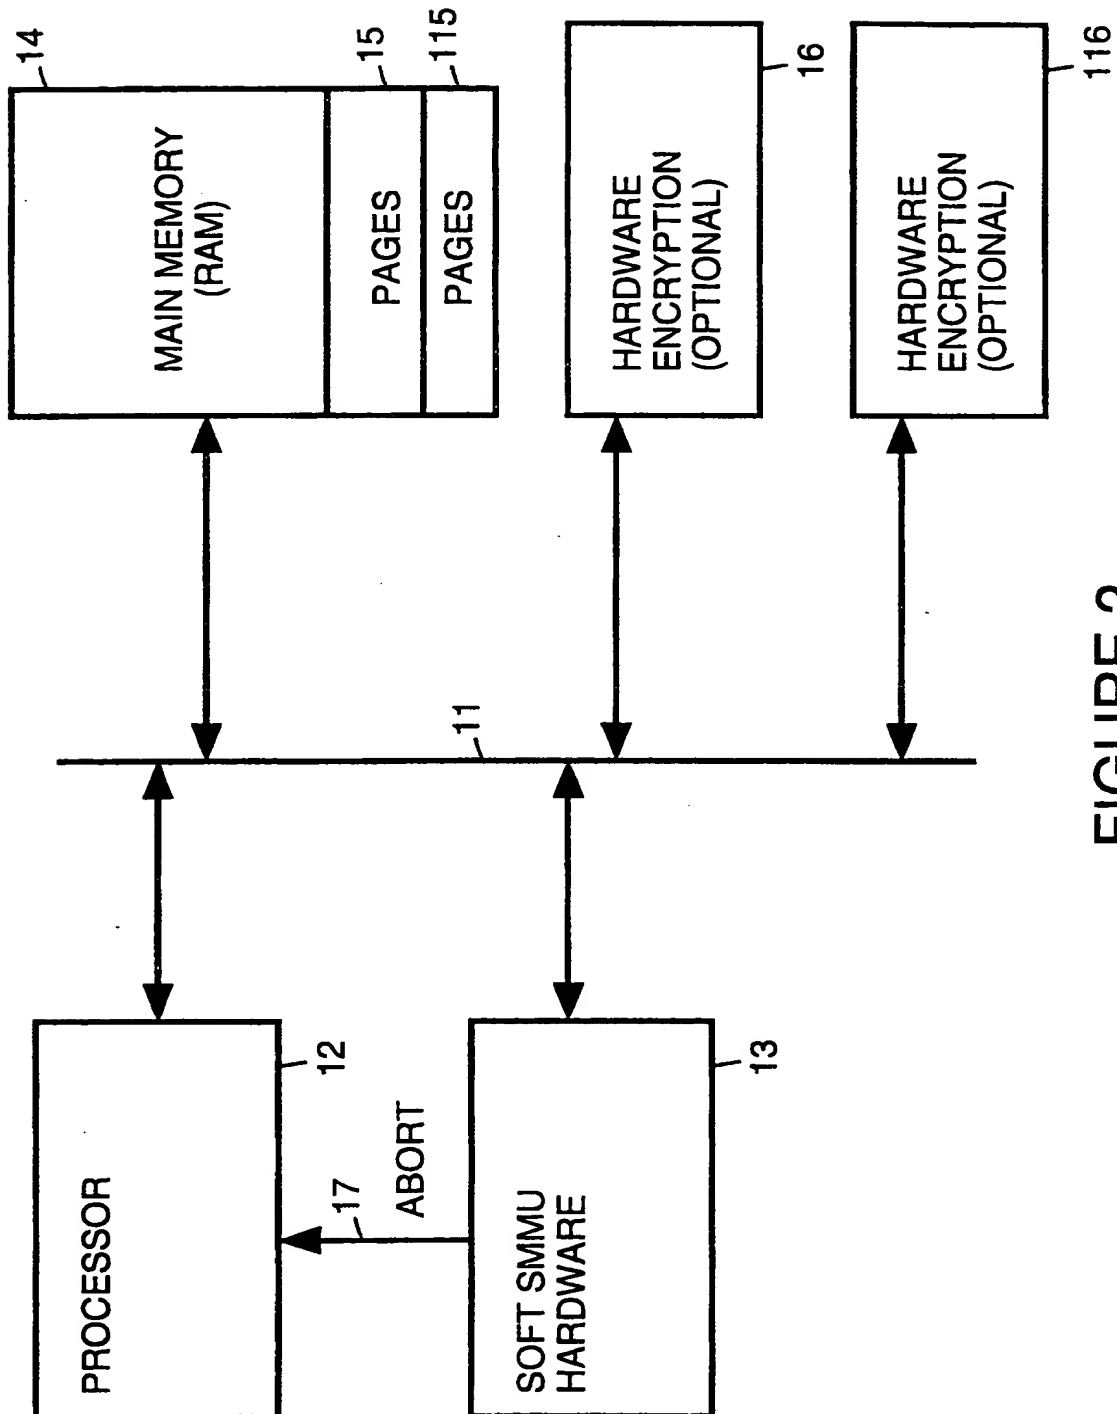 PROCESSOR
12
17
ABORT
SOFT SMMU
HARDWARE
13
11
14
MAIN MEMORY
(RAM)
PAGES
15
PAGES
115
HARDWARE
ENCRYPTION
(OPTIONAL)
16
HARDWARE
ENCRYPTION
(OPTIONAL)
116
FIGURE